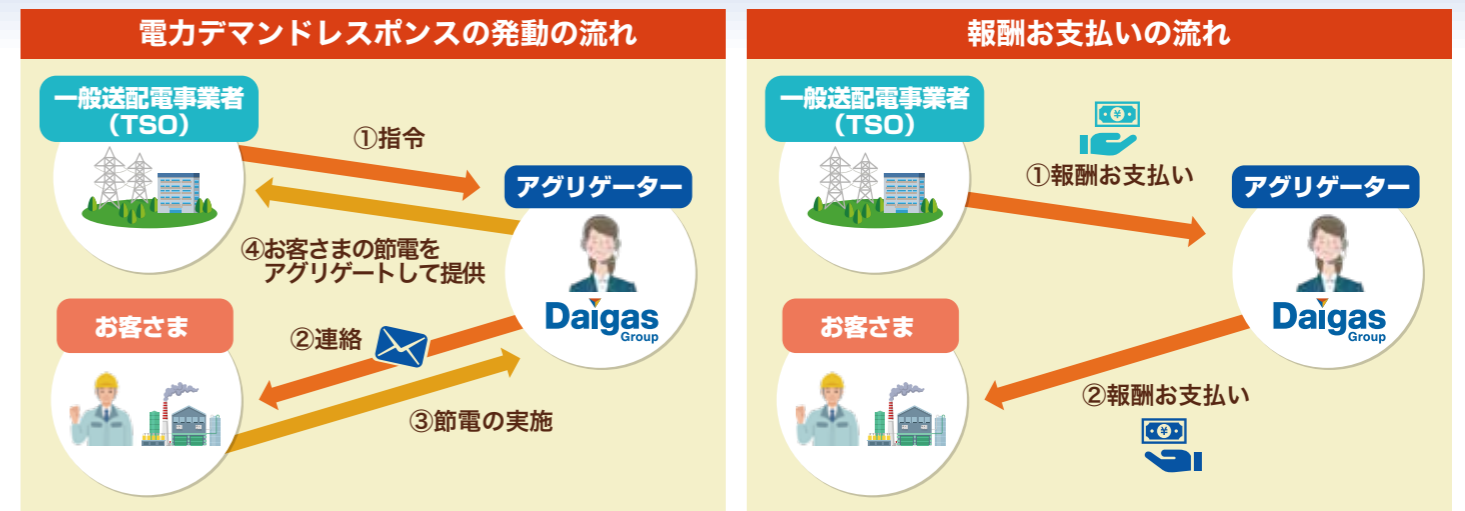 電力デマンドレスポンスの発動の流れ
一般送配電事業者
（TSO）
①指令
アグリゲーター
④お客さまの節電を
アグリゲートして提供
Daigas
Group
お客さま
②連絡
③節電の実施
報酬お支払いの流れ
一般送配電事業者
（TSO）
¥
①報酬お支払い
アグリゲーター
Daigas
Group
お客さま
②報酬お支払い
¥